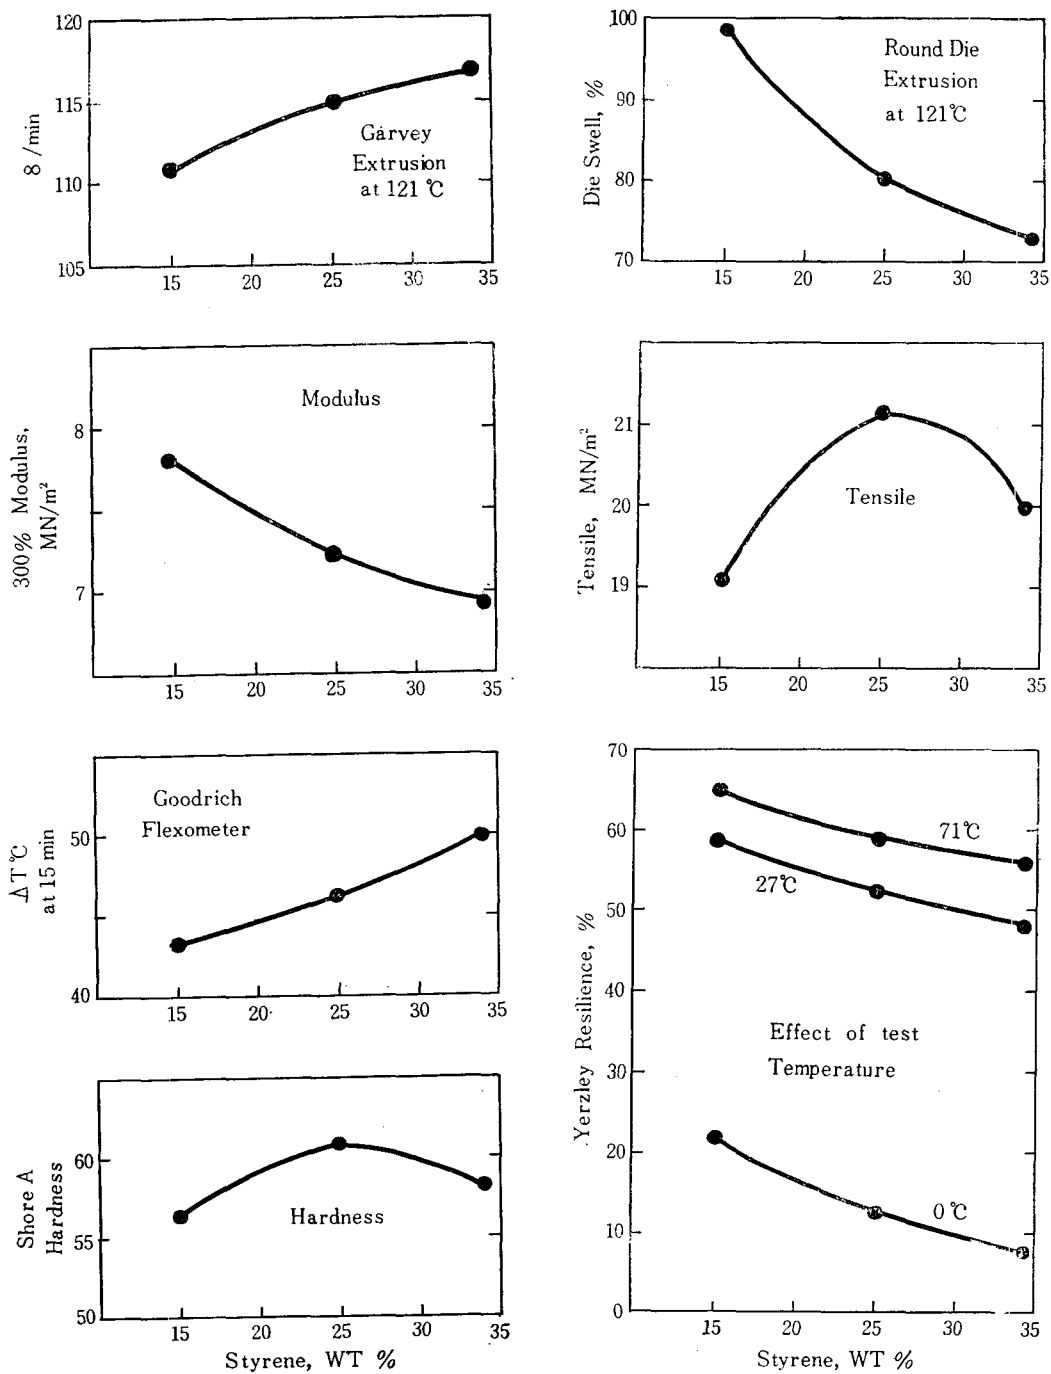 120
115
110
105
8 /min
Garvey
Extrusion
at 121 ℃
15 20 25 30 35
100
90
80
70
Die Swell, %
Round Die
Extrusion
at 121℃
15 20 25 30 35
8
7
300% Modulus,
MN/m²
Modulus
15 20 25 30 35
21
20
19
Tensile, MN/m²
Tensile
15 20 25 30 35
50
40
ΔT℃
at 15 min
Goodrich
Flexometer
15 20 25 30 35
60
55
50
Shore A
Hardness
Hardness
15 20 25 30 35
Styrene, WT %
70
60
50
40
30
20
10
0
Yerzley Resilience, %
71℃
27℃
Effect of test
Temperature
0℃
15 20 25 30 35
Styrene, WT %